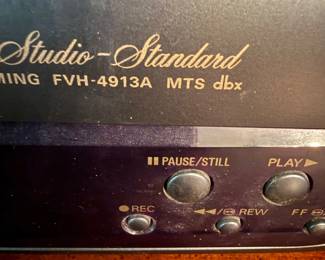 Studio-Standard
MING FVH-4913A MTS dbx
PAUSE/STILL PLAY
REC REW FF